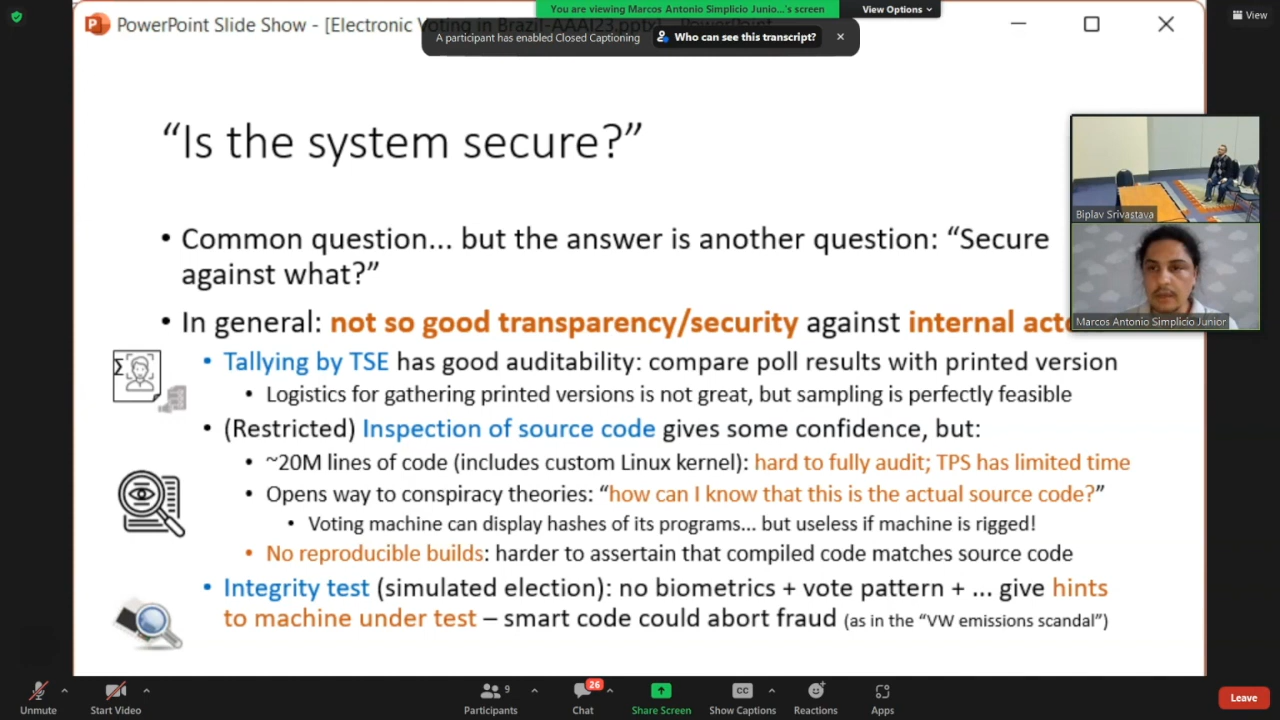 PowerPoint Slide Show - [Electronic Voting in Brazil-AAAI23.pptx] - PowerPoint
You are viewing Marcos Antonio Simplicio Junio...'s screen
View Options
View
A participant has enabled Closed Captioning
Who can see this transcript?
“Is the system secure?”
• Common question... but the answer is another question: “Secure
against what?”
• In general: not so good transparency/security against internal act
• Tallying by TSE has good auditability: compare poll results with printed version
• Logistics for gathering printed versions is not great, but sampling is perfectly feasible
• (Restricted) Inspection of source code gives some confidence, but:
• ~20M lines of code (includes custom Linux kernel): hard to fully audit; TPS has limited time
• Opens way to conspiracy theories: “how can I know that this is the actual source code?”
• Voting machine can display hashes of its programs... but useless if machine is rigged!
• No reproducible builds: harder to assertain that compiled code matches source code
• Integrity test (simulated election): no biometrics + vote pattern + ... give hints
to machine under test – smart code could abort fraud (as in the “VW emissions scandal”)
Biplav Srivastava
Marcos Antonio Simplicio Junior
Unmute
Start Video
Participants
9
Chat
26
Share Screen
CC
Show Captions
Reactions
Apps
Leave